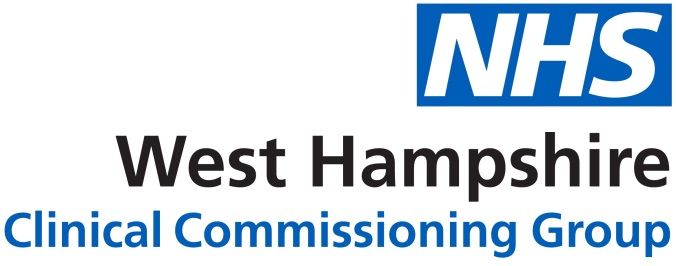 NHS
West Hampshire
Clinical Commissioning Group